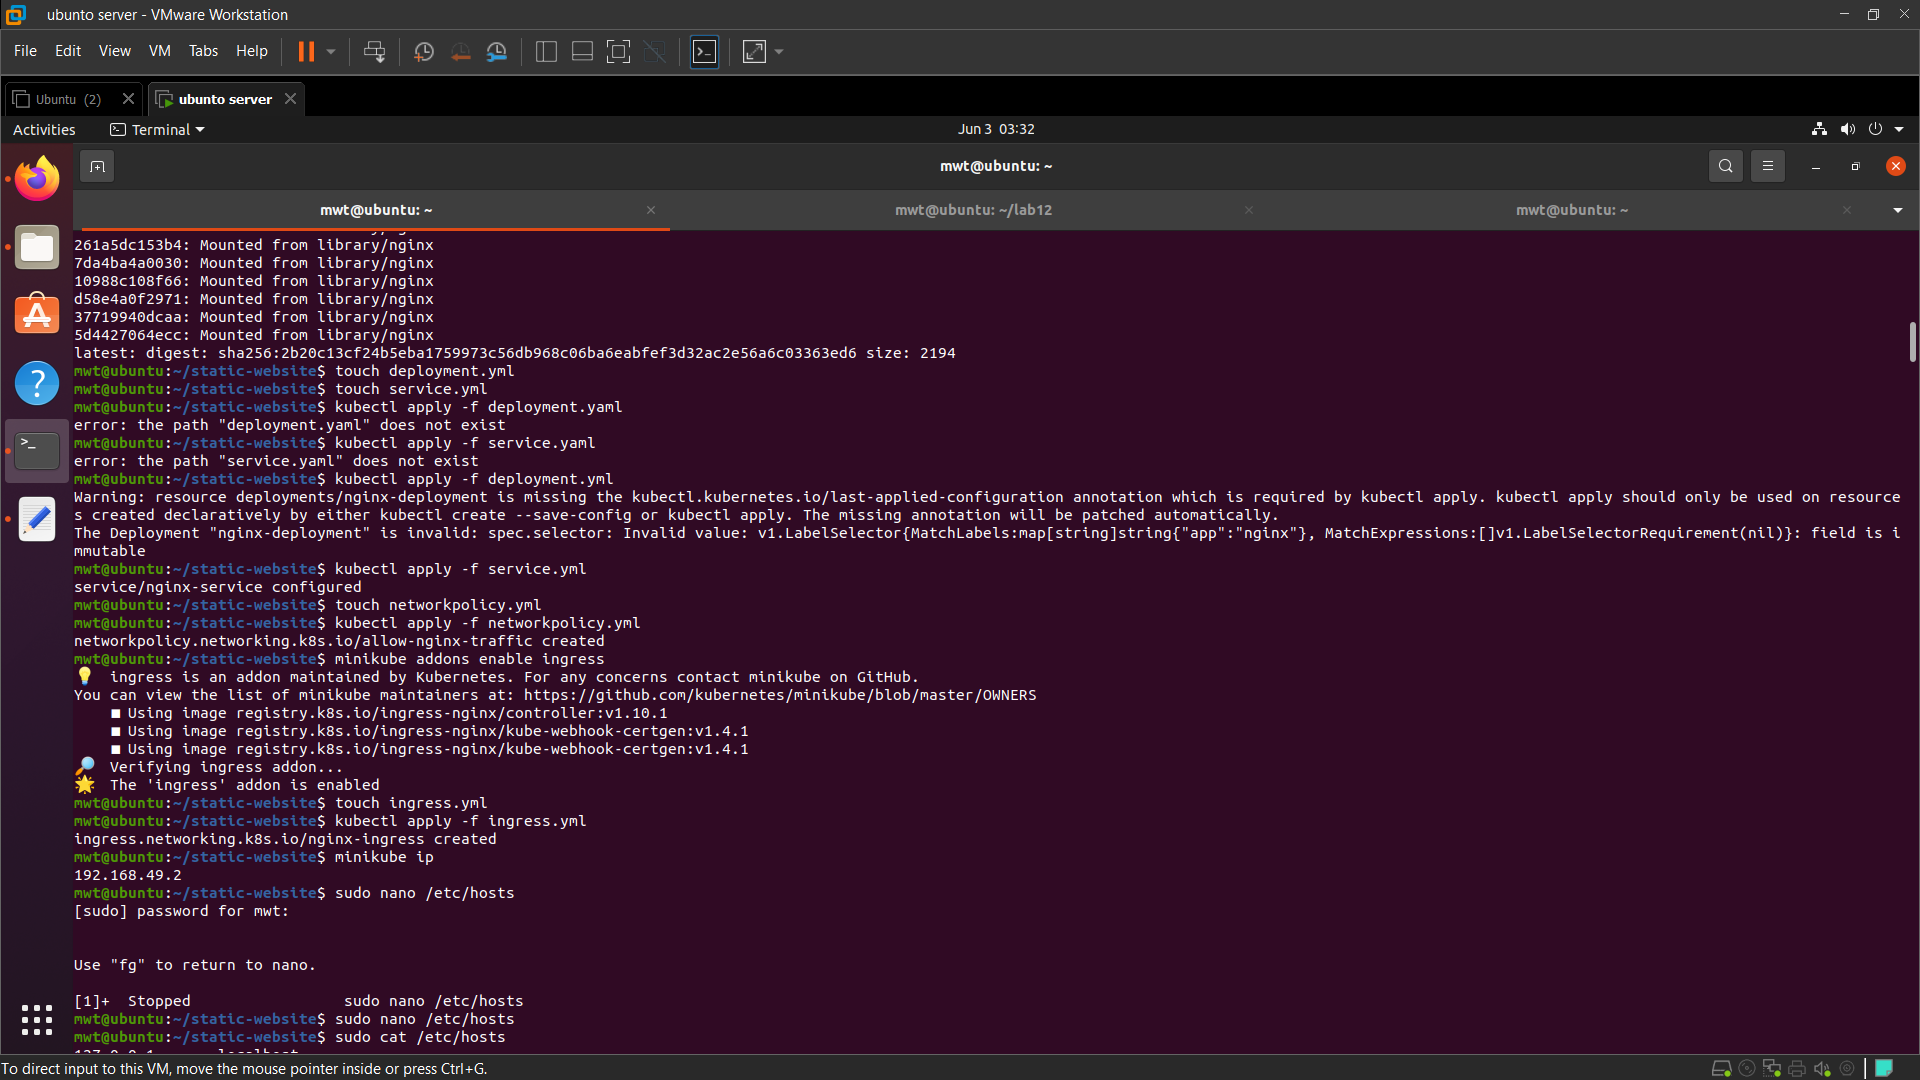 ubunto server - VMware Workstation
File Edit View VM Tabs Help
Ubuntu (2)
ubunto server
Activities Terminal Jun 3 03:32
mwt@ubuntu: ~
mwt@ubuntu: ~ mwt@ubuntu: ~/lab12 mwt@ubuntu: ~
261a5dc153b4: Mounted from library/nginx
7da4ba4a0030: Mounted from library/nginx
10988c108f66: Mounted from library/nginx
d58e4a0f2971: Mounted from library/nginx
37719940dcaa: Mounted from library/nginx
5d4427064ecc: Mounted from library/nginx
latest: digest: sha256:2b20c13cf24b5eba1759973c56db968c06ba6eabfef3d32ac2e56a6c03363ed6 size: 2194
mwt@ubuntu:~/static-website$ touch deployment.yml
mwt@ubuntu:~/static-website$ touch service.yml
mwt@ubuntu:~/static-website$ kubectl apply -f deployment.yaml
error: the path "deployment.yaml" does not exist
mwt@ubuntu:~/static-website$ kubectl apply -f service.yaml
error: the path "service.yaml" does not exist
mwt@ubuntu:~/static-website$ kubectl apply -f deployment.yml
Warning: resource deployments/nginx-deployment is missing the kubectl.kubernetes.io/last-applied-configuration annotation which is required by kubectl apply. kubectl apply should only be used on resource
s created declaratively by either kubectl create --save-config or kubectl apply. The missing annotation will be patched automatically.
The Deployment "nginx-deployment" is invalid: spec.selector: Invalid value: v1.LabelSelector{MatchLabels:map[string]string{"app":"nginx"}, MatchExpressions:[]v1.LabelSelectorRequirement(nil)}: field is i
mmutable
mwt@ubuntu:~/static-website$ kubectl apply -f service.yml
service/nginx-service configured
mwt@ubuntu:~/static-website$ touch networkpolicy.yml
mwt@ubuntu:~/static-website$ kubectl apply -f networkpolicy.yml
networkpolicy.networking.k8s.io/allow-nginx-traffic created
mwt@ubuntu:~/static-website$ minikube addons enable ingress
💡 ingress is an addon maintained by Kubernetes. For any concerns contact minikube on GitHub.
You can view the list of minikube maintainers at: https://github.com/kubernetes/minikube/blob/master/OWNERS
■ Using image registry.k8s.io/ingress-nginx/controller:v1.10.1
■ Using image registry.k8s.io/ingress-nginx/kube-webhook-certgen:v1.4.1
■ Using image registry.k8s.io/ingress-nginx/kube-webhook-certgen:v1.4.1
🔎 Verifying ingress addon...
🌟 The 'ingress' addon is enabled
mwt@ubuntu:~/static-website$ touch ingress.yml
mwt@ubuntu:~/static-website$ kubectl apply -f ingress.yml
ingress.networking.k8s.io/nginx-ingress created
mwt@ubuntu:~/static-website$ minikube ip
192.168.49.2
mwt@ubuntu:~/static-website$ sudo nano /etc/hosts
[sudo] password for mwt:
Use "fg" to return to nano.
[1]+ Stopped sudo nano /etc/hosts
mwt@ubuntu:~/static-website$ sudo nano /etc/hosts
mwt@ubuntu:~/static-website$ sudo cat /etc/hosts
To direct input to this VM, move the mouse pointer inside or press Ctrl+G.